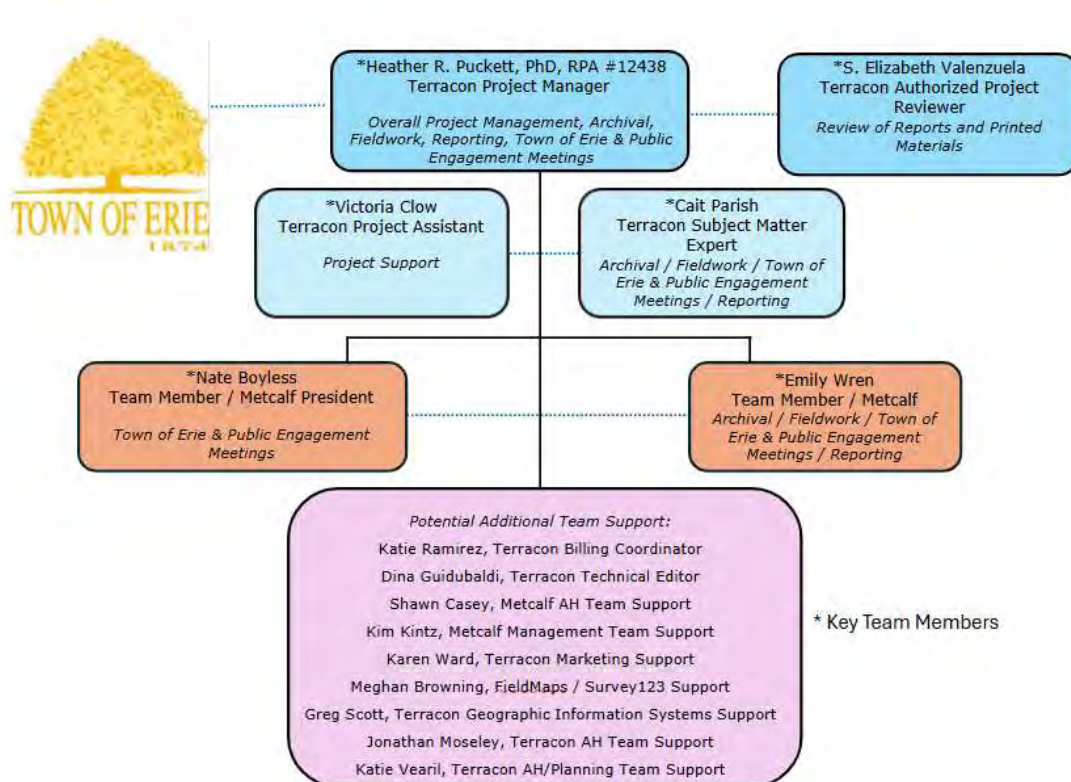 TOWN OF ERIE
1874
*Heather R. Puckett, PhD, RPA #12438
Terracon Project Manager
Overall Project Management, Archival,
Fieldwork, Reporting, Town of Erie & Public
Engagement Meetings
*S. Elizabeth Valenzuela
Terracon Authorized Project
Reviewer
Review of Reports and Printed
Materials
*Victoria Clow
Terracon Project Assistant
Project Support
*Cait Parish
Terracon Subject Matter
Expert
Archival / Fieldwork / Town of
Erie & Public Engagement
Meetings / Reporting
*Nate Boyless
Team Member / Metcalf President
Town of Erie & Public Engagement
Meetings
*Emily Wren
Team Member / Metcalf
Archival / Fieldwork / Town of
Erie & Public Engagement
Meetings / Reporting
Potential Additional Team Support:
Katie Ramirez, Terracon Billing Coordinator
Dina Guidubaldi, Terracon Technical Editor
Shawn Casey, Metcalf AH Team Support
Kim Kintz, Metcalf Management Team Support
Karen Ward, Terracon Marketing Support
Meghan Browning, FieldMaps / Survey123 Support
Greg Scott, Terracon Geographic Information Systems Support
Jonathan Moseley, Terracon AH Team Support
Katie Vearil, Terracon AH/Planning Team Support
* Key Team Members